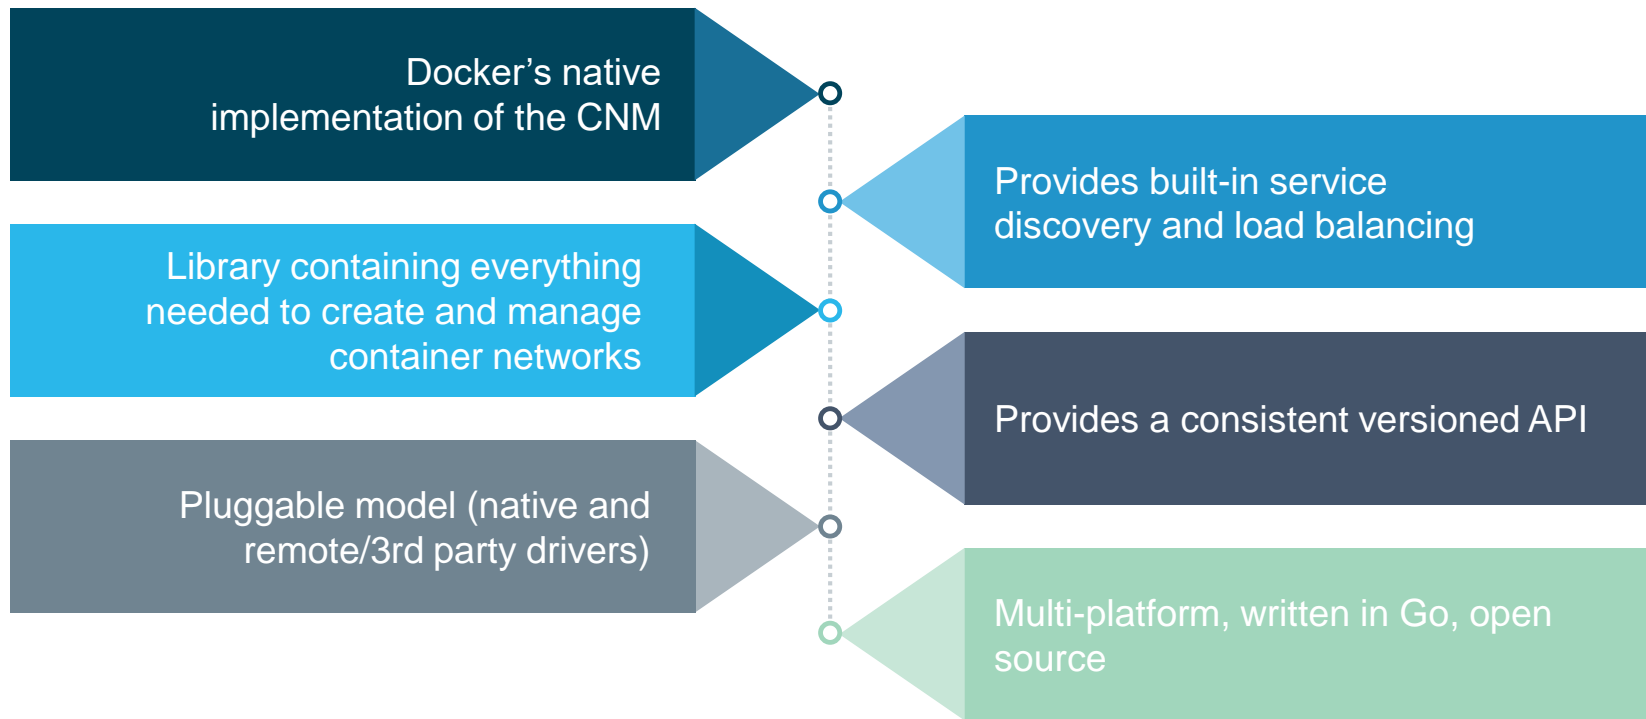 Docker’s native
implementation of the CNM
Provides built-in service
discovery and load balancing
Library containing everything
needed to create and manage
container networks
Provides a consistent versioned API
Pluggable model (native and
remote/3rd party drivers)
Multi-platform, written in Go, open
source